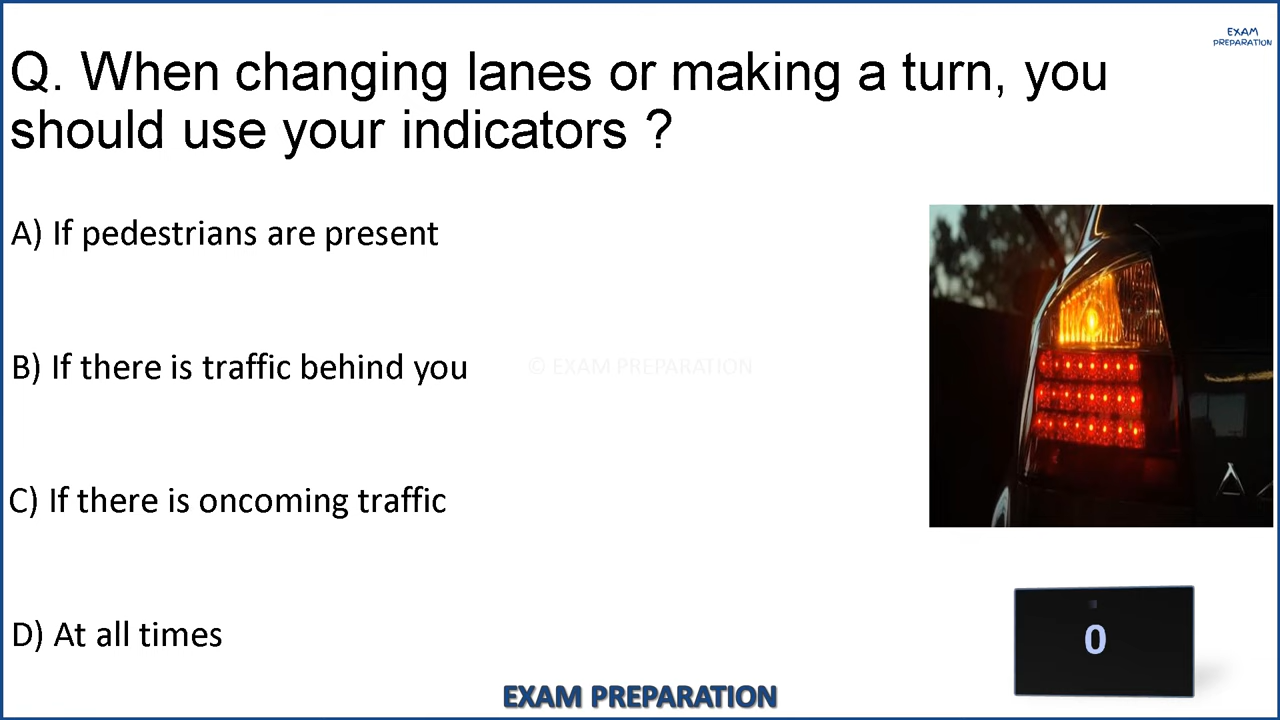 EXAM
PREPARATION
Q. When changing lanes or making a turn, you
should use your indicators ?
A) If pedestrians are present
B) If there is traffic behind you
© EXAM PREPARATION
C) If there is oncoming traffic
D) At all times
0
EXAM PREPARATION